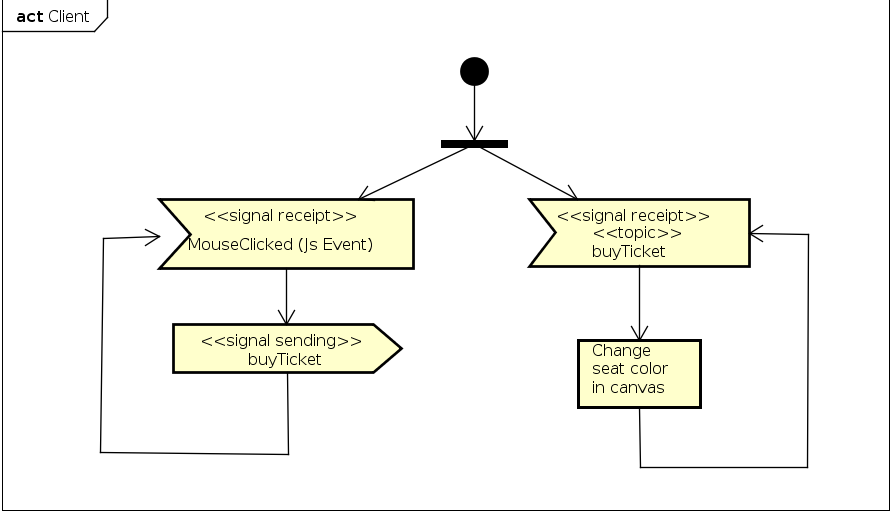 act Client
<<signal receipt>>
MouseClicked (Js Event)
<<signal sending>>
buyTicket
<<signal receipt>>
<<topic>>
buyTicket
Change
seat color
in canvas